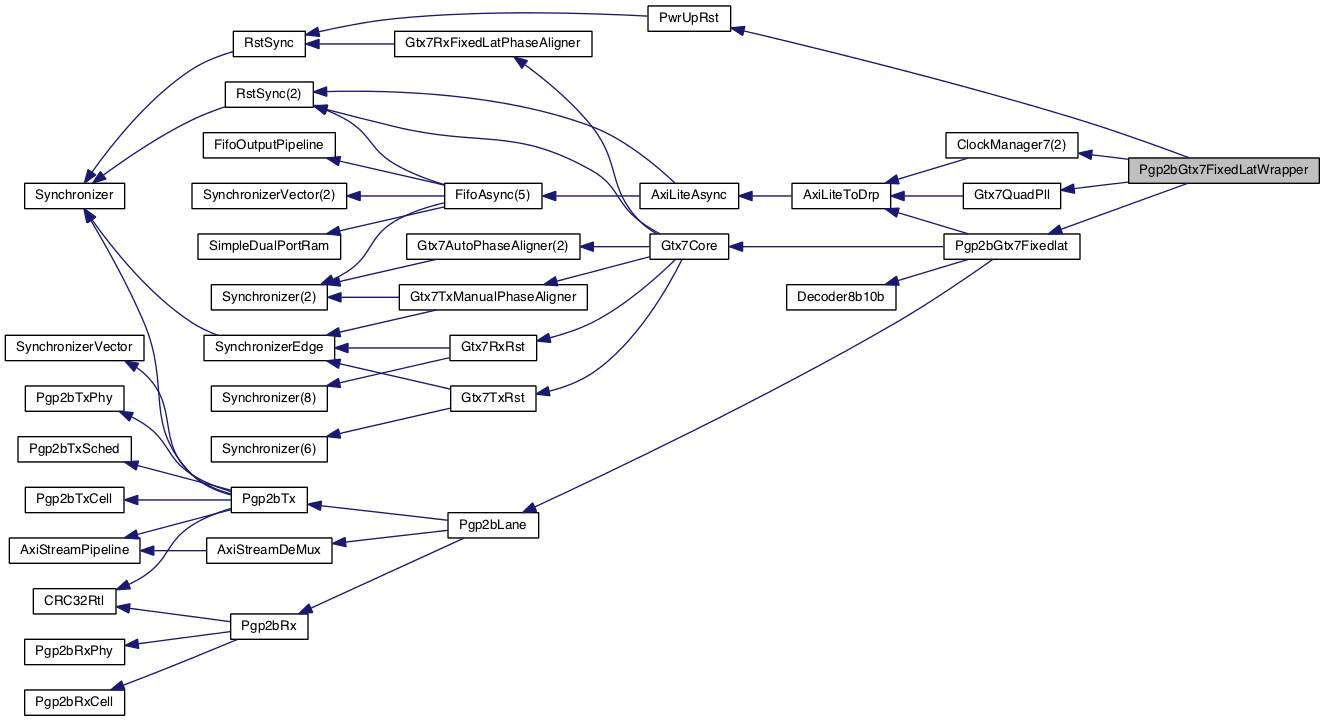 PwrUpRst
RstSync
Gtx7RxFixedLatPhaseAligner
RstSync(2)
FifoOutputPipeline
ClockManager7(2)
Pgp2bGtx7FixedLatWrapper
Synchronizer
SynchronizerVector(2)
FifoAsync(5)
AxiLiteAsync
AxiLiteToDrp
Gtx7QuadPll
SimpleDualPortRam
Gtx7AutoPhaseAligner(2)
Gtx7Core
Pgp2bGtx7Fixedlat
Synchronizer(2)
Gtx7TxManualPhaseAligner
Decoder8b10b
SynchronizerVector
SynchronizerEdge
Gtx7RxRst
Pgp2bTxPhy
Synchronizer(8)
Gtx7TxRst
Pgp2bTxSched
Synchronizer(6)
Pgp2bTxCell
Pgp2bTx
Pgp2bLane
AxiStreamPipeline
AxiStreamDeMux
CRC32Rtl
Pgp2bRx
Pgp2bRxPhy
Pgp2bRxCell